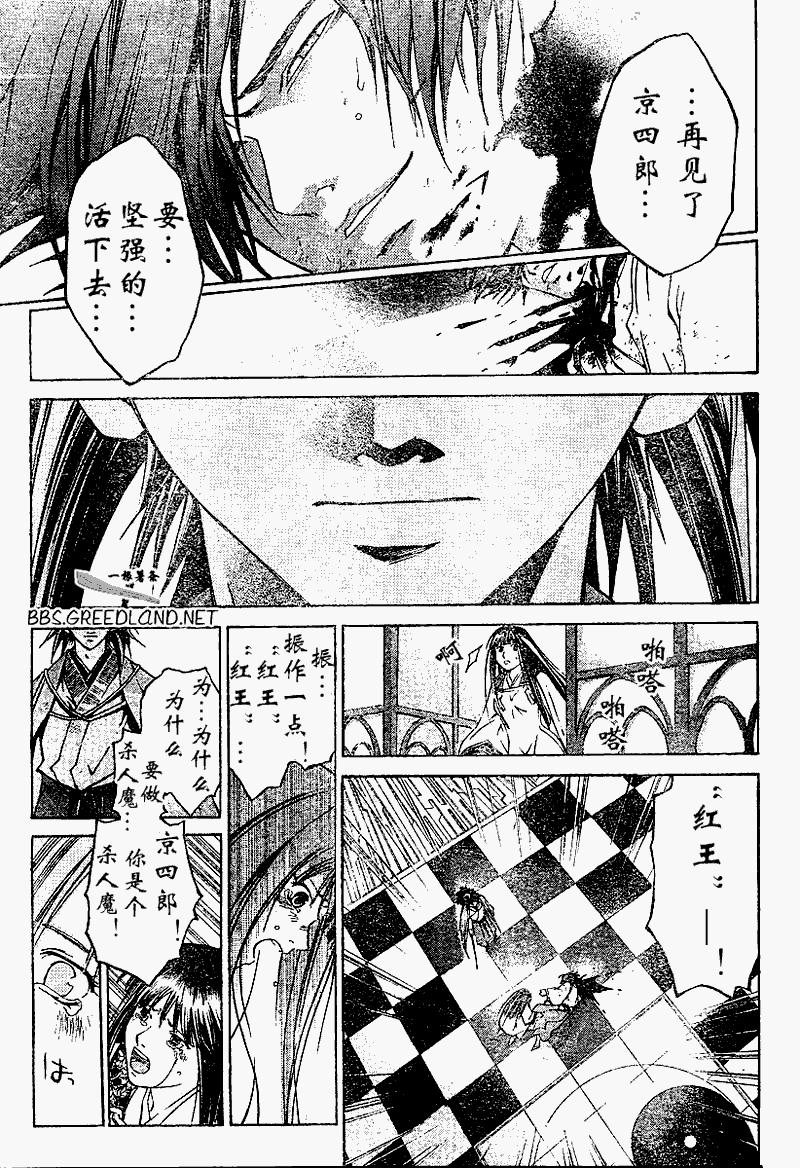 …再见了
京四郎…
要…
坚强的…
活下去…
BBS.GREEDLAND.NET
啪嗒
啪嗒
啊
“红王”—！
振…
振作一点！
“红王”
“红王”…
为…为什么
为什么
要做
杀人魔…
京四郎！
你是个
杀人魔！
はっ